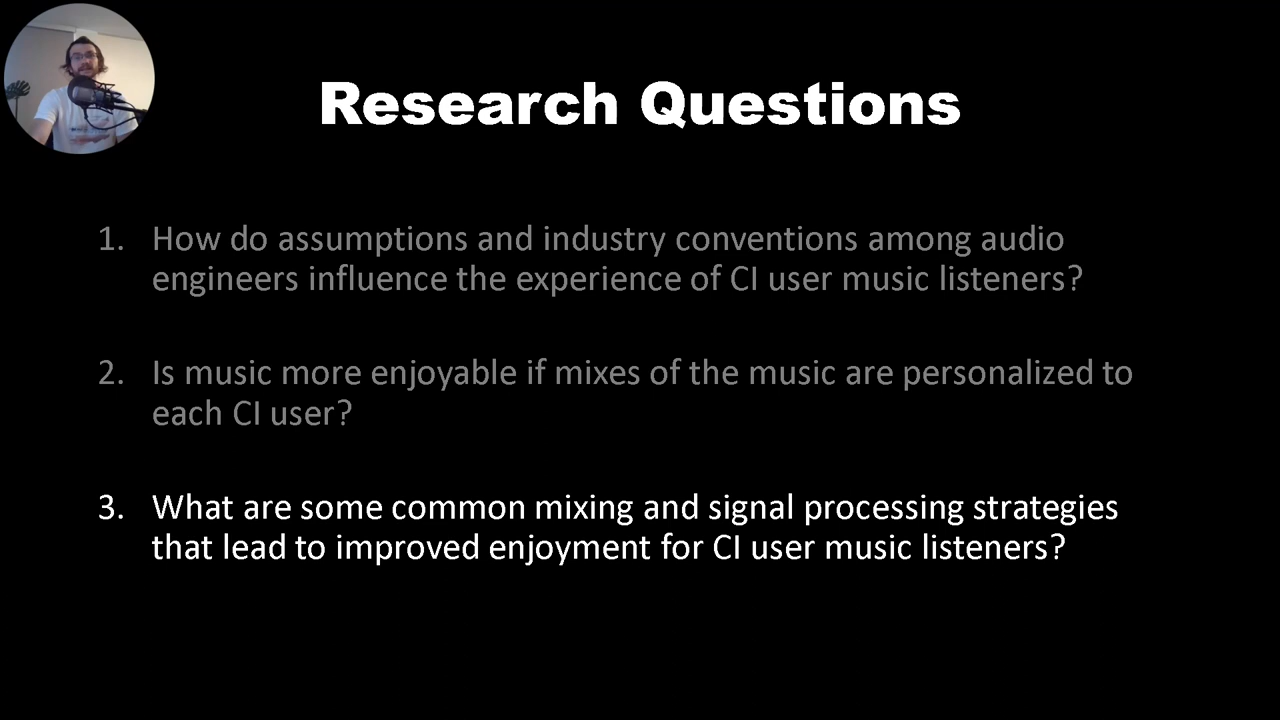 Research Questions
1. How do assumptions and industry conventions among audio
engineers influence the experience of CI user music listeners?
2. Is music more enjoyable if mixes of the music are personalized to
each CI user?
3. What are some common mixing and signal processing strategies
that lead to improved enjoyment for CI user music listeners?